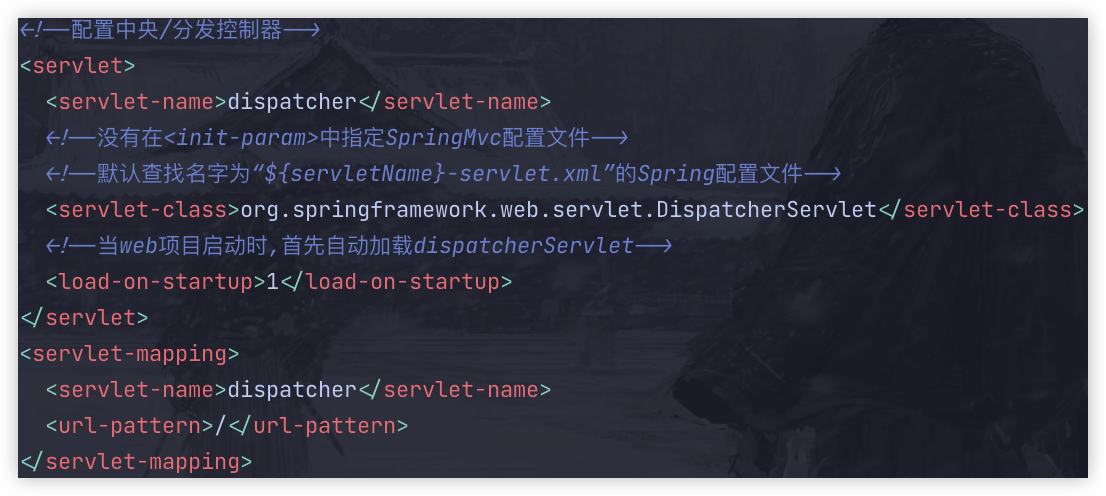 <!--配置中央/分发控制器-->
<servlet>
  <servlet-name>dispatcher</servlet-name>
  <!--没有在<init-param>中指定SpringMvc配置文件-->
  <!--默认查找名字为“${servletName}-servlet.xml”的Spring配置文件-->
  <servlet-class>org.springframework.web.servlet.DispatcherServlet</servlet-class>
  <!--当web项目启动时,首先自动加载dispatcherServlet-->
  <load-on-startup>1</load-on-startup>
</servlet>
<servlet-mapping>
  <servlet-name>dispatcher</servlet-name>
  <url-pattern>/</url-pattern>
</servlet-mapping>